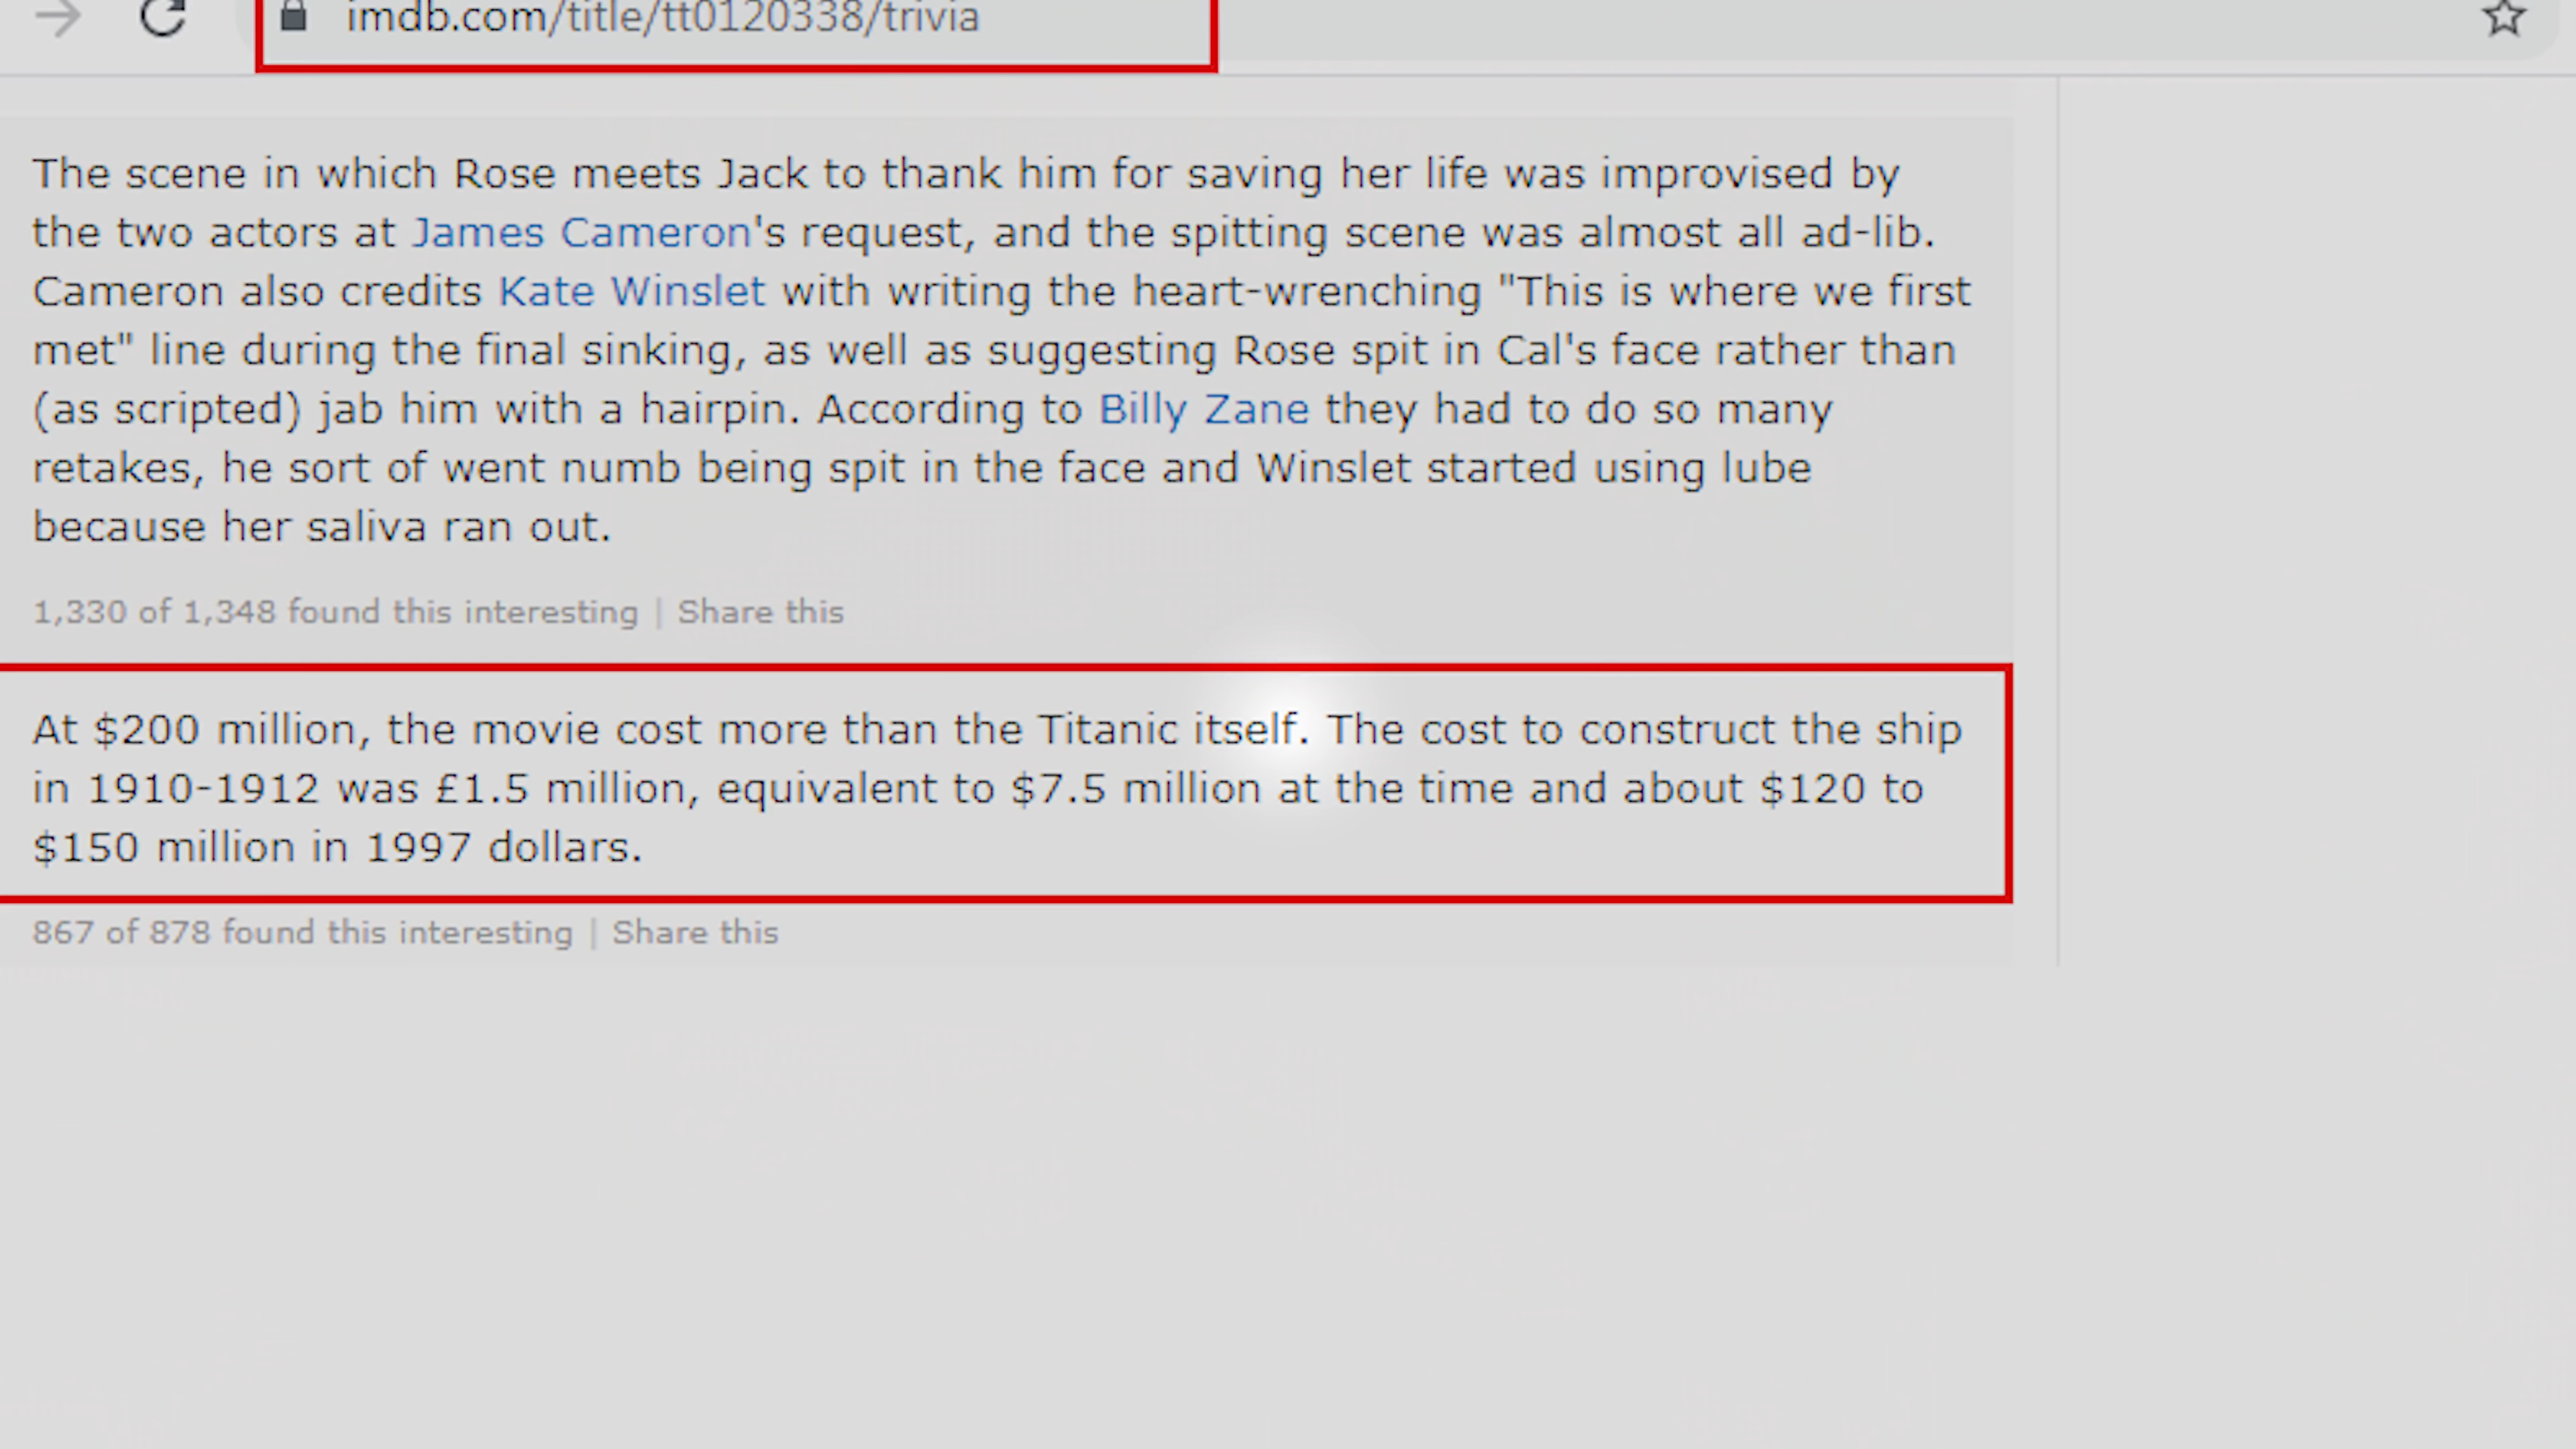 imdb.com/title/tt0120338/trivia
The scene in which Rose meets Jack to thank him for saving her life was improvised by
the two actors at James Cameron's request, and the spitting scene was almost all ad-lib.
Cameron also credits Kate Winslet with writing the heart-wrenching "This is where we first
met" line during the final sinking, as well as suggesting Rose spit in Cal's face rather than
(as scripted) jab him with a hairpin. According to Billy Zane they had to do so many
retakes, he sort of went numb being spit in the face and Winslet started using lube
because her saliva ran out.
1,330 of 1,348 found this interesting | Share this
At $200 million, the movie cost more than the Titanic itself. The cost to construct the ship
in 1910-1912 was £1.5 million, equivalent to $7.5 million at the time and about $120 to
$150 million in 1997 dollars.
867 of 878 found this interesting | Share this